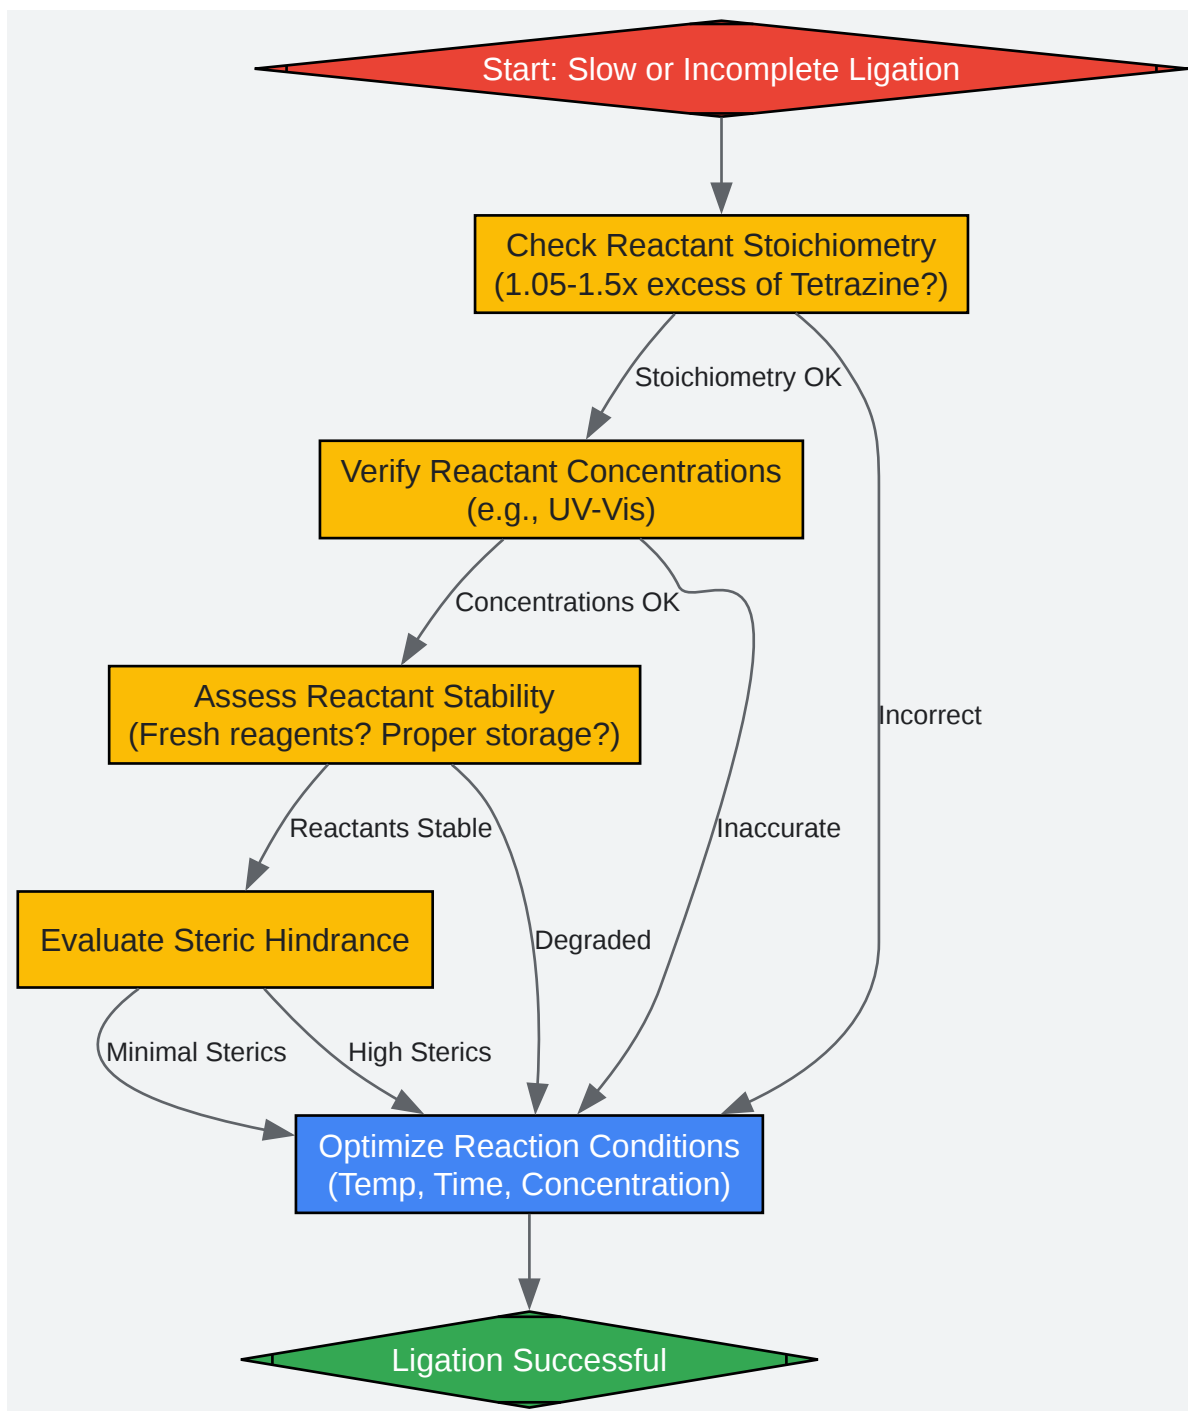 Start: Slow or Incomplete Ligation
Check Reactant Stoichiometry
(1.05-1.5x excess of Tetrazine?)
Stoichiometry OK
Verify Reactant Concentrations
(e.g., UV-Vis)
Concentrations OK
Assess Reactant Stability
(Fresh reagents? Proper storage?)
Incorrect
Reactants Stable
Inaccurate
Evaluate Steric Hindrance
Degraded
Minimal Sterics
High Sterics
Optimize Reaction Conditions
(Temp, Time, Concentration)
Ligation Successful